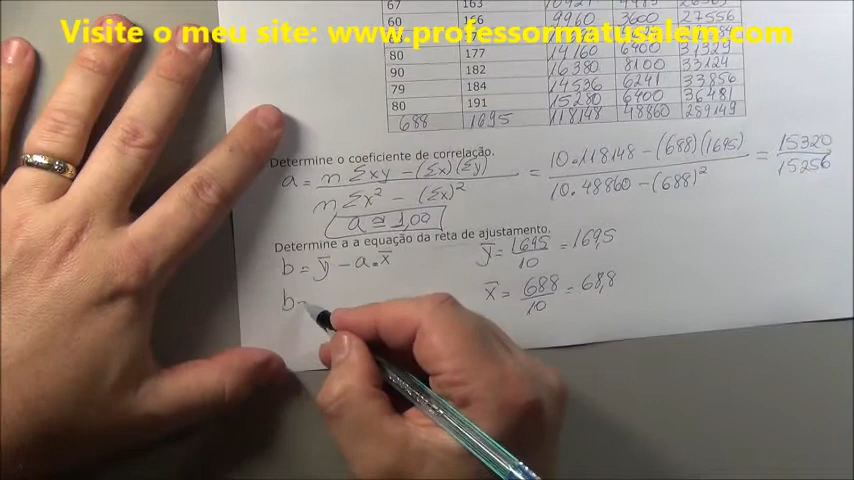 67 163
Visite o meu site: www.professormatusalem.com
60 166 9960 3600 27556
80 177 14160 6400 31329
90 182 16380 8100 33124
79 184 14536 6241 33856
80 191 15280 6400 36481
688 1695 118148 48860 289149
Determine o coeficiente de correlação.
a = n Σxy - (Σx)(Σy) / n Σx² - (Σx)² = 10.118148 - (688)(1695) / 10.48860 - (688)² = 15320 / 15256
a ≅ 1,00
Determine a a equação da reta de ajustamento.
b = ȳ - a.x̄ ȳ = 1695 / 10 = 169,5
b = x̄ = 688 / 10 = 68,8